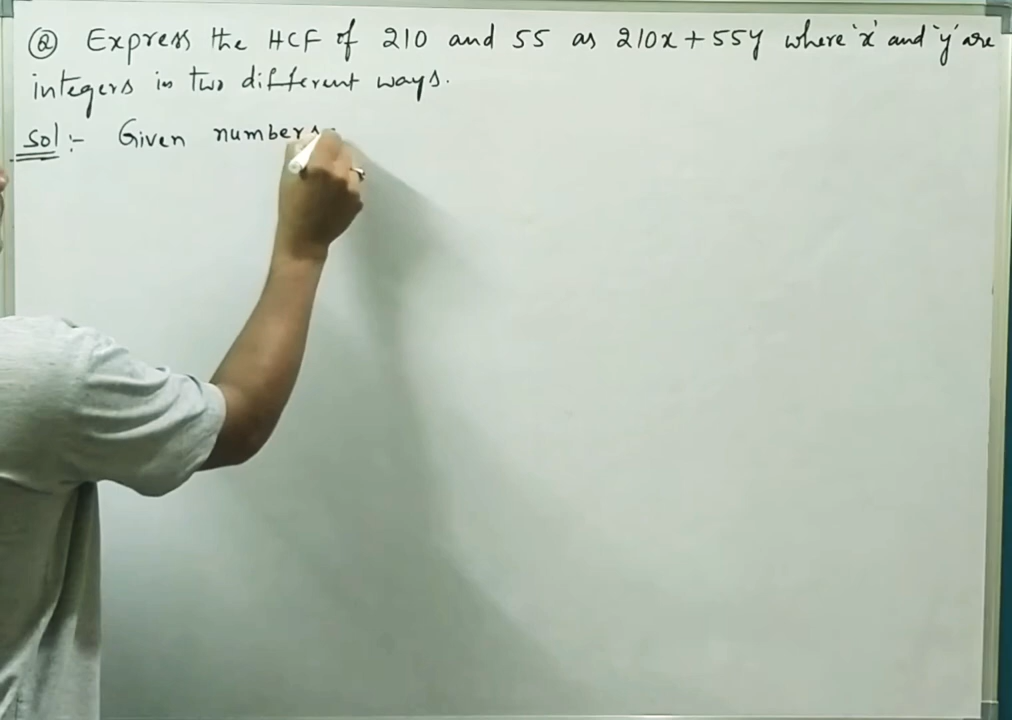 Q Express the HCF of 210 and 55 as 210x + 55y where 'x' and 'y' are
integers in two different ways.
Sol :- Given numbers